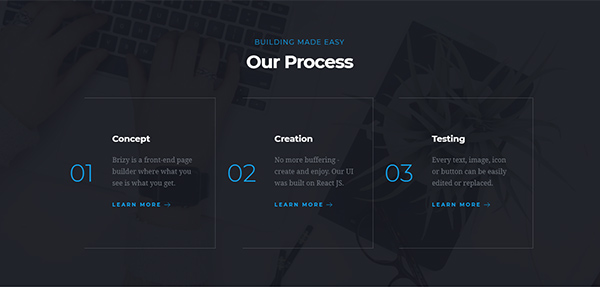 BUILDING MADE EASY
Our Process
01
Concept
Brizy is a front-end page
builder where what you
see is what you get.
LEARN MORE
02
Creation
No more buffering -
create and enjoy. Our UI
was built on React JS.
LEARN MORE
03
Testing
Every text, image, icon
or button can be easily
edited or replaced.
LEARN MORE